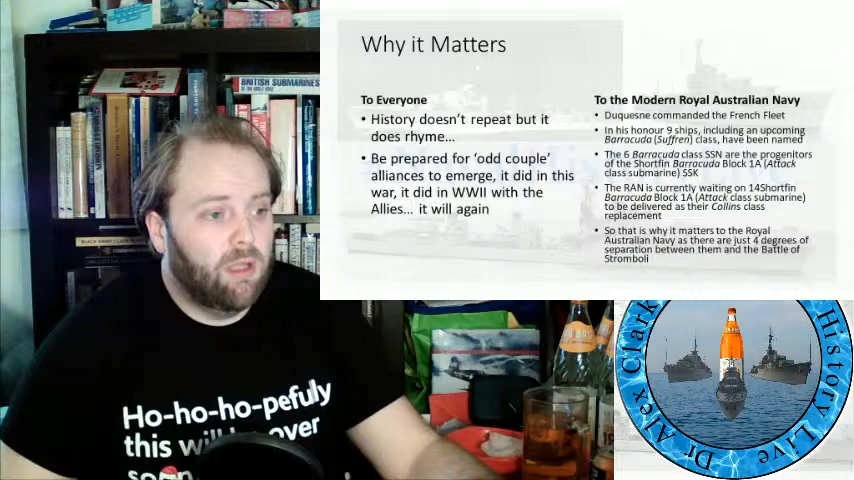 Why it Matters
To Everyone
• History doesn't repeat but it
does rhyme...
• Be prepared for 'odd couple'
alliances to emerge, it did in this
war, it did in WWII with the
Allies... it will again
To the Modern Royal Australian Navy
• Duquesne commanded the French Fleet
• In his honour 9 ships, including an upcoming
Barracuda (Suffren) class, have been named
• The 6 Barracuda class SSN are the progenitors
of the Shortfin Barracuda Block 1A (Attack
class submarine) SSK
• The RAN is currently waiting on 14Shortfin
Barracuda Block 1A (Attack class submarine)
to be delivered as their Collins class
replacement
• So that is why it matters to the Royal
Australian Navy as there are just 4 degrees of
separation between them and the Battle of
Stromboli
BRITISH SUBMARINES
Ho-ho-ho-pefully
this will be over
soon
Dr Alex Clark
History Live